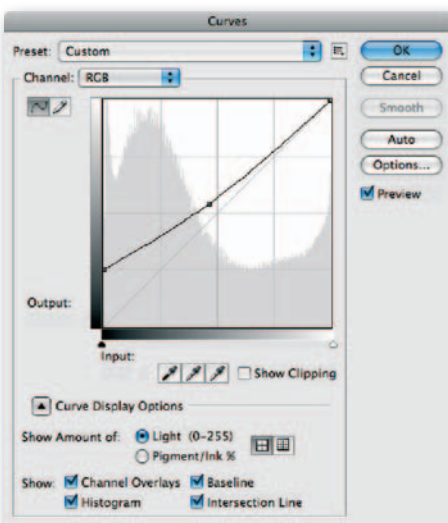 Curves
Preset: Custom
OK
Channel: RGB
Cancel
Smooth
Auto
Options...
Preview
Output:
Input:
Show Clipping
Curve Display Options
Show Amount of: Light (0-255)
Pigment/Ink %
Show: Channel Overlays Baseline
Histogram Intersection Line